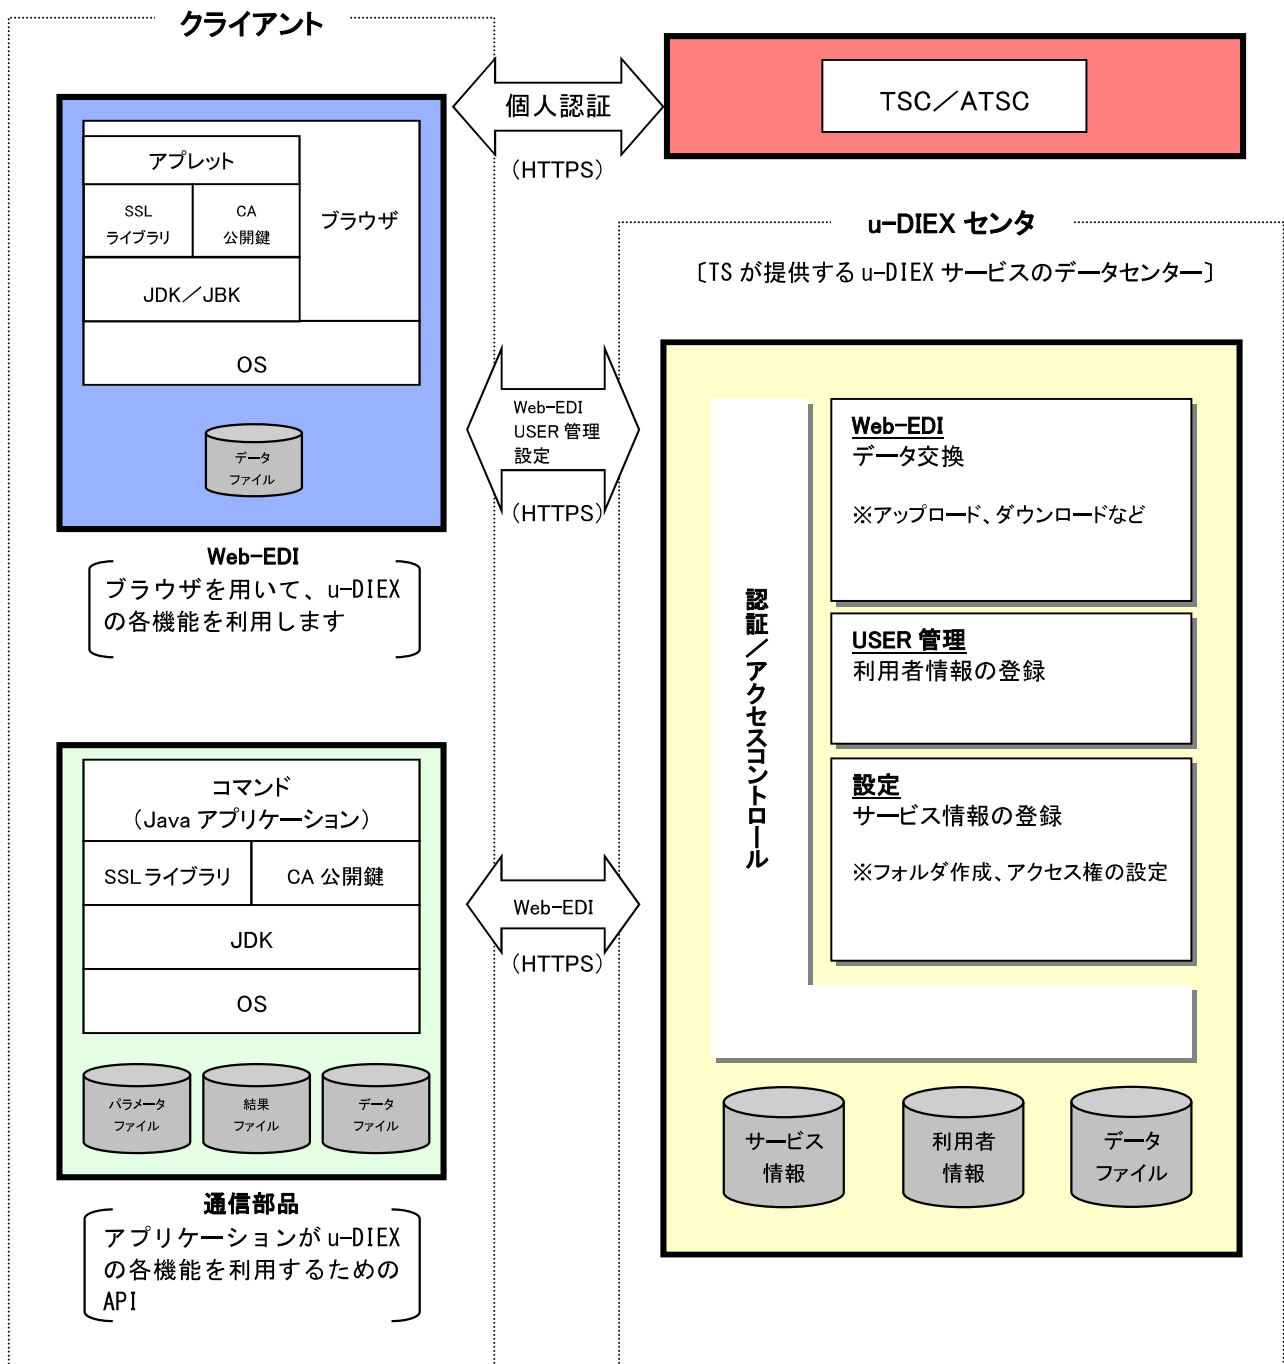 クライアント
アプレット
SSL
ライブラリ
CA
公開鍵
ブラウザ
JDK／JBK
OS
データ
ファイル
Web-EDI
ブラウザを用いて、u-DIEX
の各機能を利用します
コマンド
（Java アプリケーション）
SSLライブラリ
CA 公開鍵
JDK
OS
パラメータ
ファイル
結果
ファイル
データ
ファイル
通信部品
アプリケーションが u-DIEX
の各機能を利用するための
API
個人認証
（HTTPS）
Web-EDI
USER 管理
設定
（HTTPS）
Web-EDI
（HTTPS）
TSC／ATSC
u-DIEX センタ
〔TS が提供する u-DIEX サービスのデータセンター〕
認証／アクセスコントロール
Web-EDI
データ交換
※アップロード、ダウンロードなど
USER 管理
利用者情報の登録
設定
サービス情報の登録
※フォルダ作成、アクセス権の設定
サービス
情報
利用者
情報
データ
ファイル